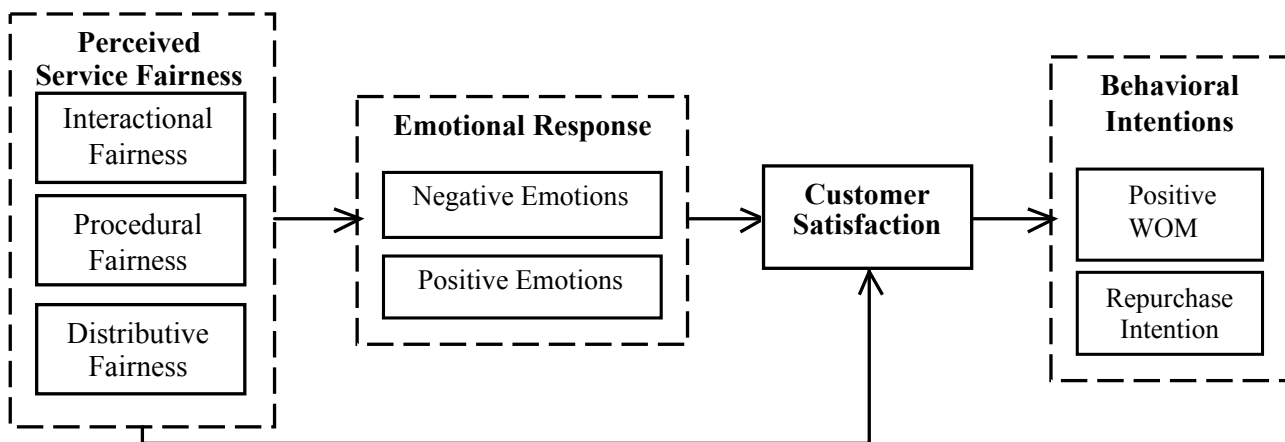 Perceived
Service Fairness
Interactional
Fairness
Procedural
Fairness
Distributive
Fairness
Emotional Response
Negative Emotions
Positive Emotions
Customer
Satisfaction
Behavioral
Intentions
Positive
WOM
Repurchase
Intention